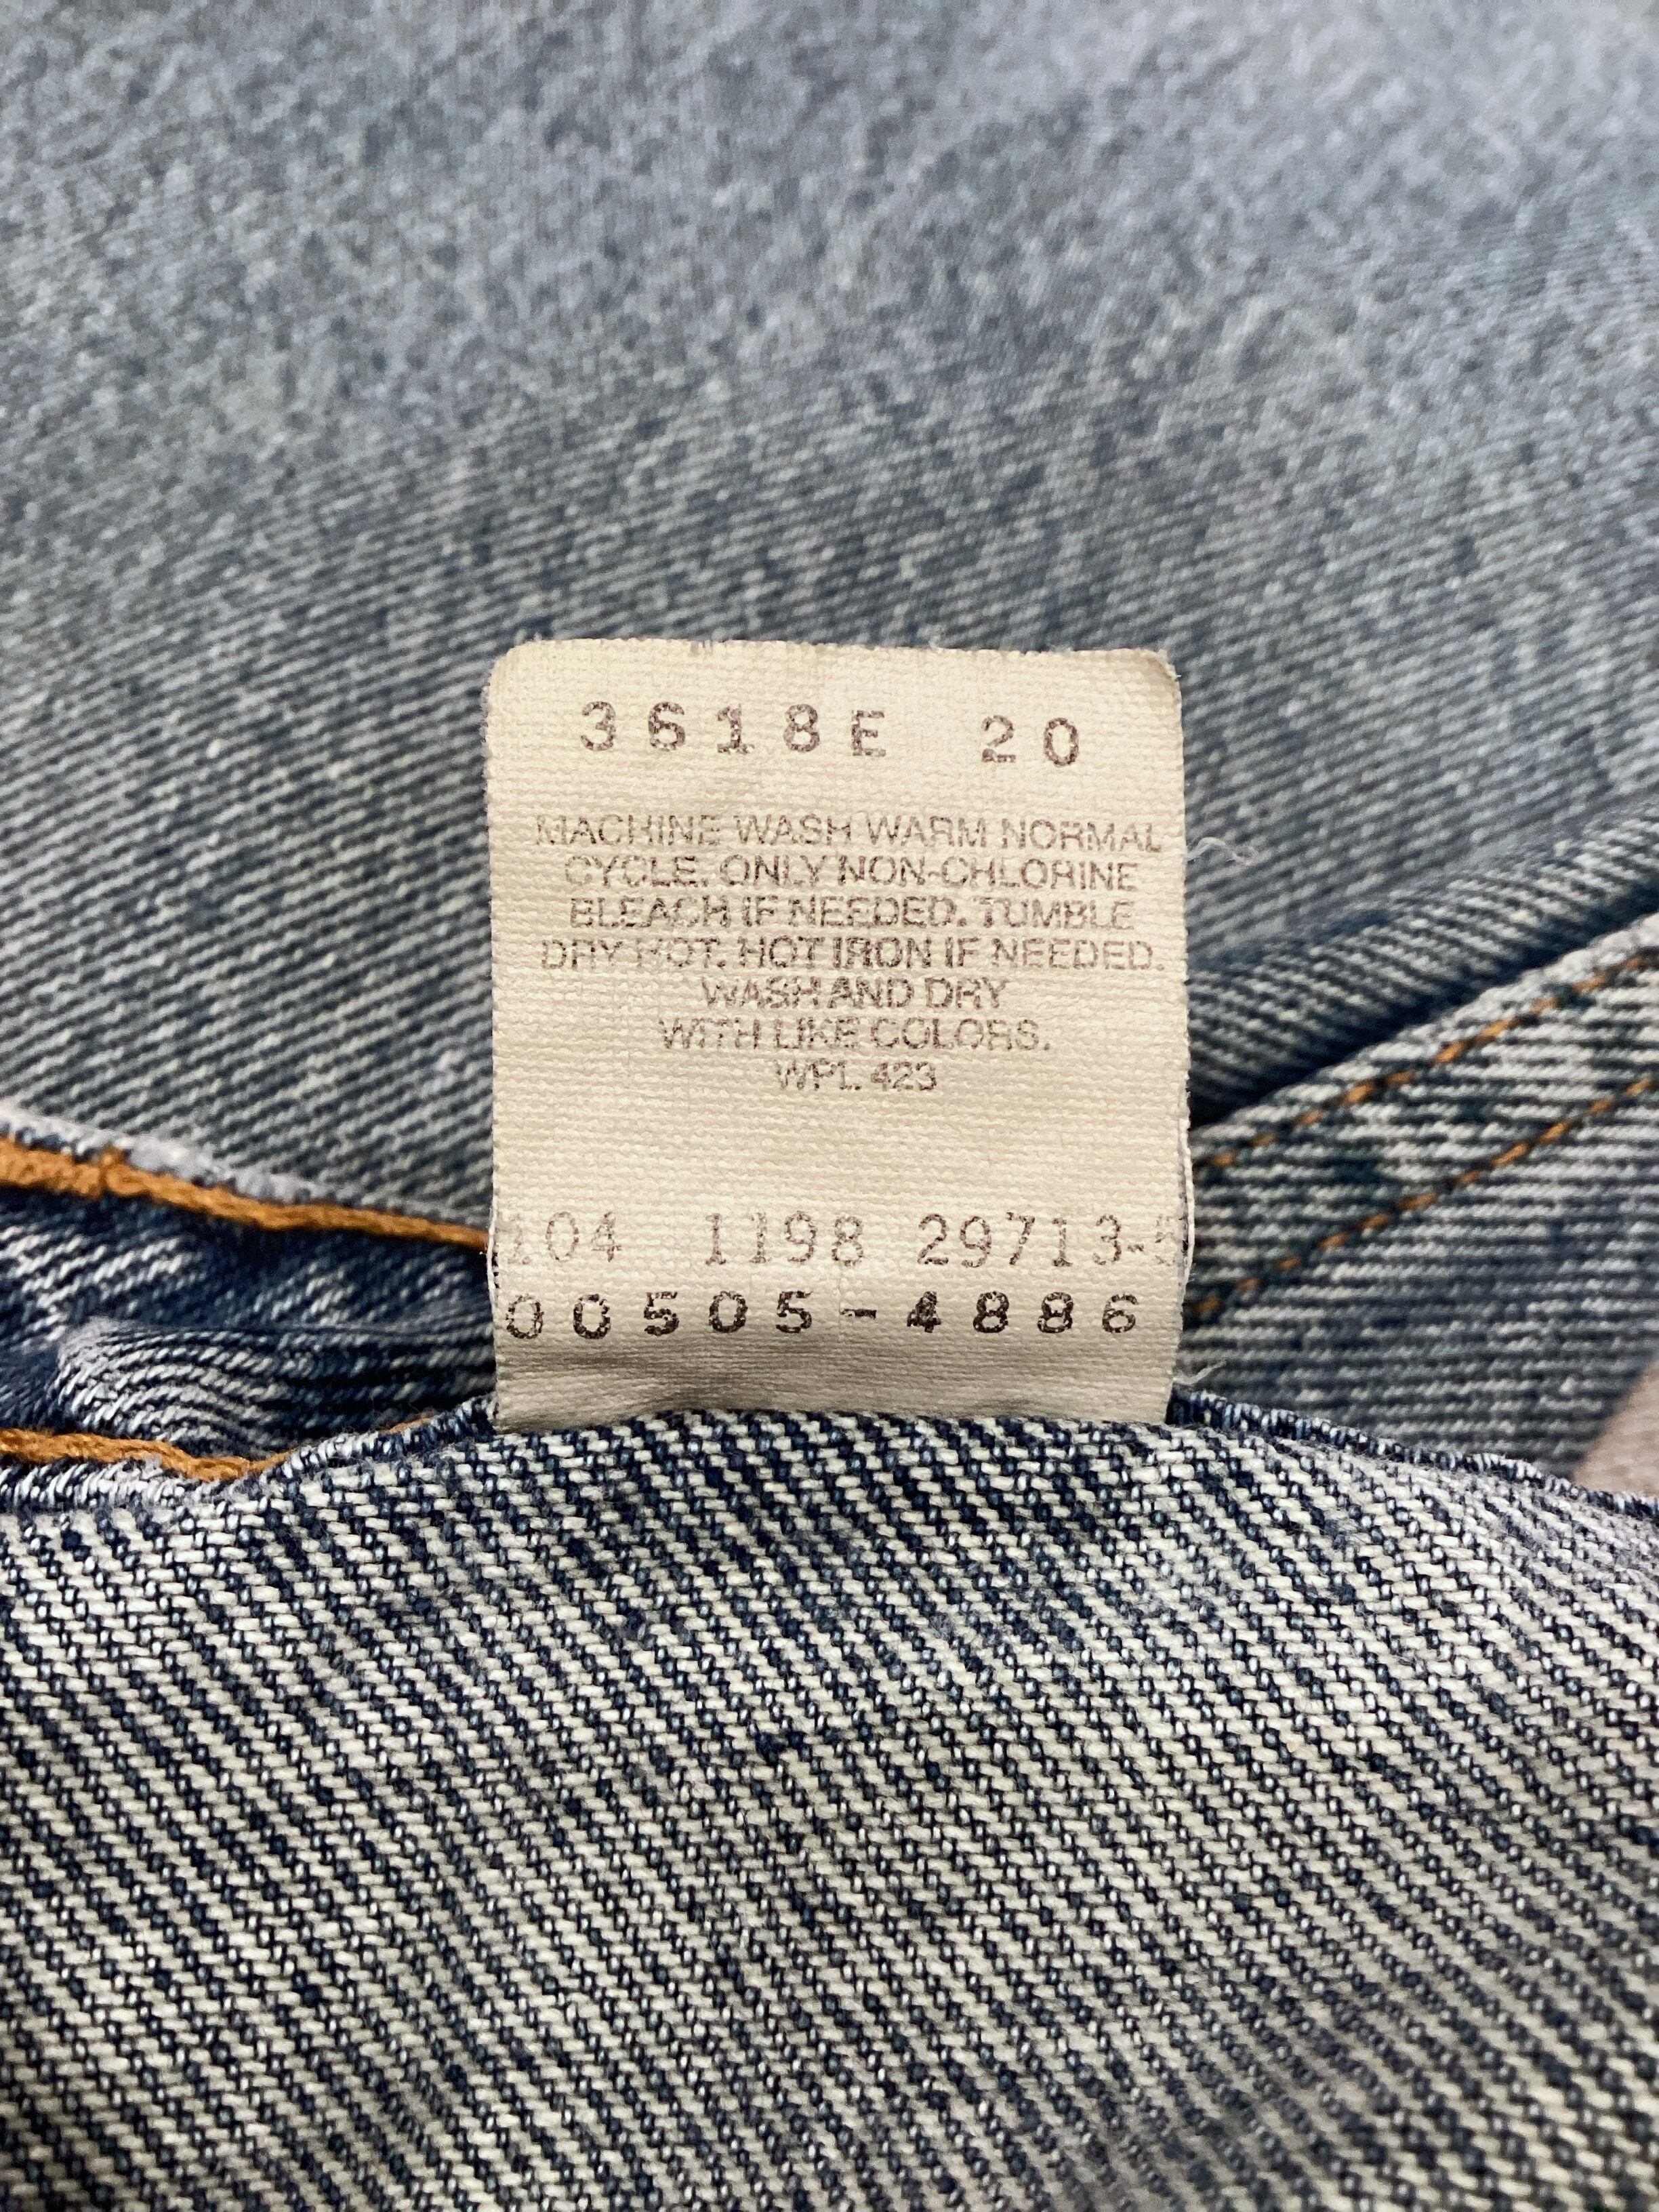 3618E 20
MACHINE WASH WARM NORMAL
CYCLE. ONLY NON-CHLORINE
BLEACH IF NEEDED. TUMBLE
DRY HOT. HOT IRON IF NEEDED.
WASH AND DRY
WITH LIKE COLORS.
WPL 423
104 1198 29713-5
00505-4886